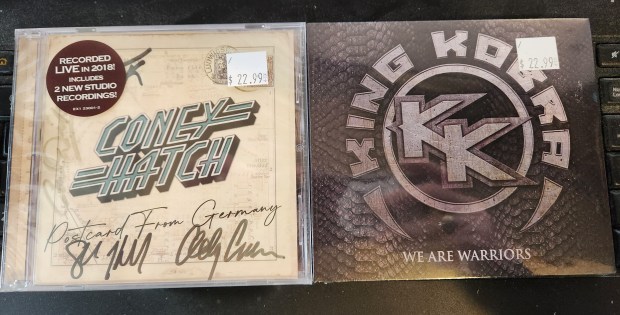 RECORDED
LIVE IN 2018!
INCLUDES
2 NEW STUDIO
RECORDINGS!
$ 22.99
CONEY
HATCH
Postcard From Germany
$ 22.99
KING KOBRA
KK
WE ARE WARRIORS